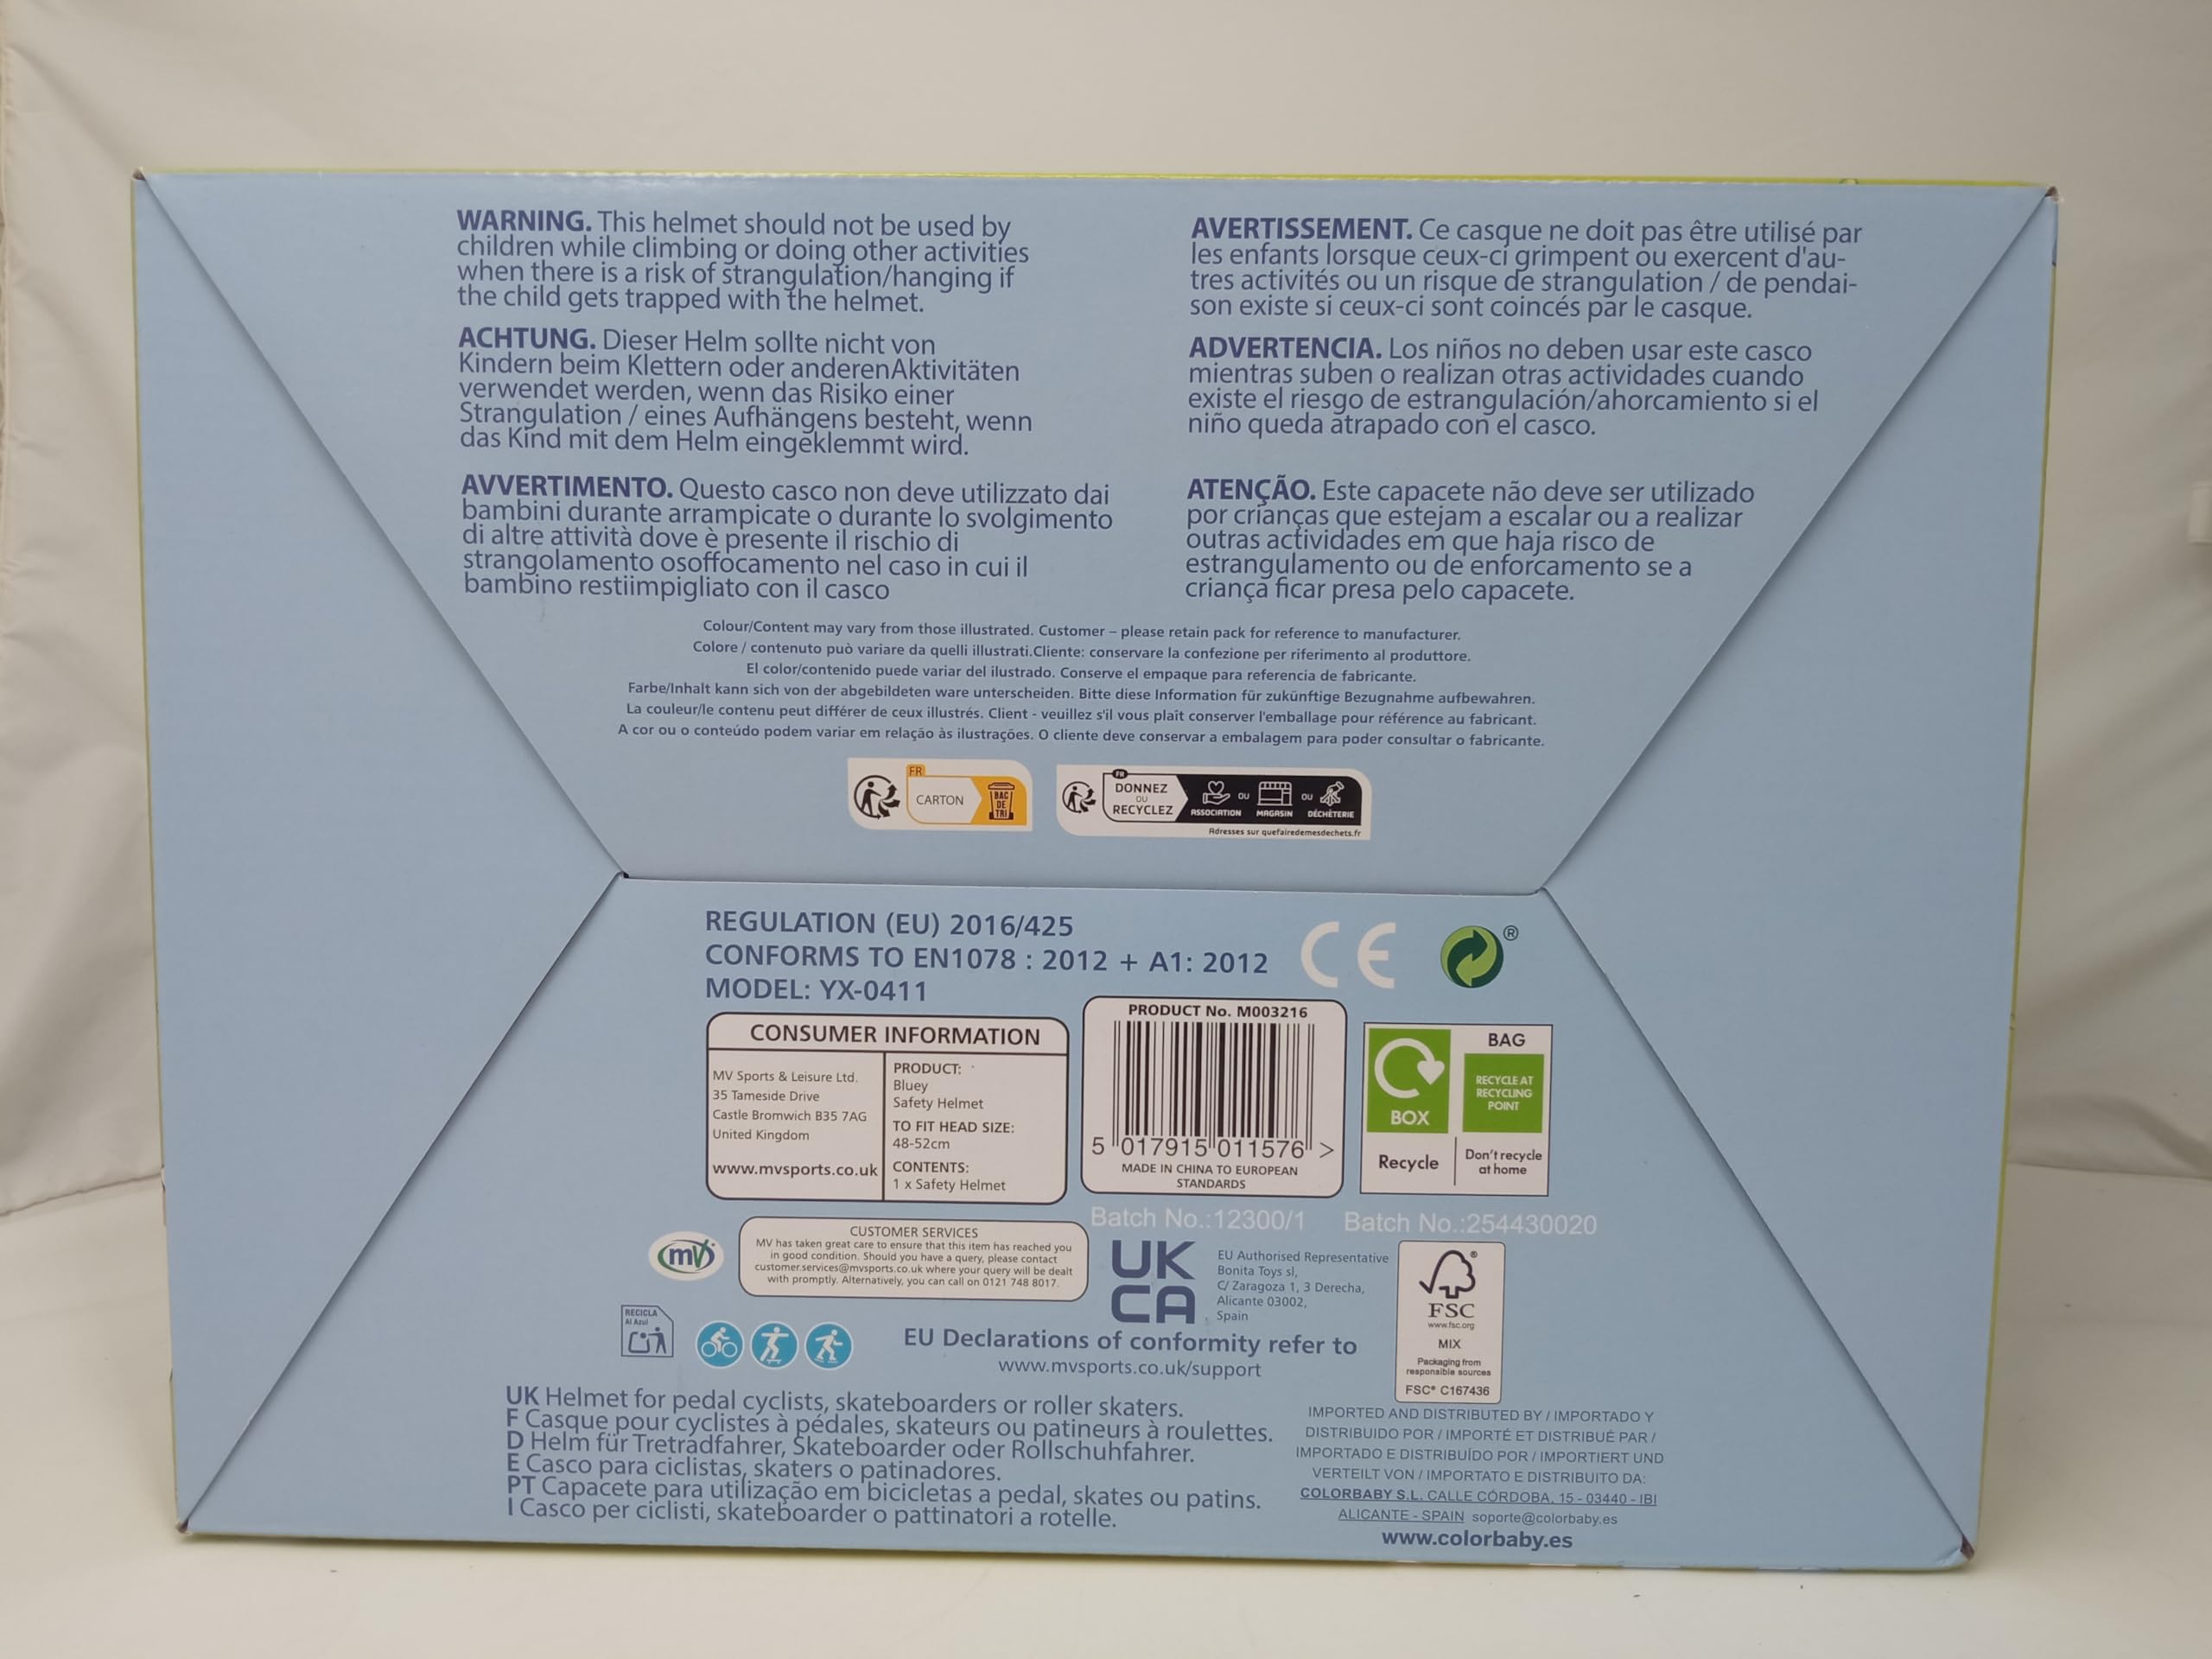 WARNING. This helmet should not be used by
children while climbing or doing other activities
when there is a risk of strangulation/hanging if
the child gets trapped with the helmet.
ACHTUNG. Dieser Helm sollte nicht von
Kindern beim Klettern oder anderenAktivitäten
verwendet werden, wenn das Risiko einer
Strangulation / eines Aufhängens besteht, wenn
das Kind mit dem Helm eingeklemmt wird.
AVVERTIMENTO. Questo casco non deve utilizzato dai
bambini durante arrampicate o durante lo svolgimento
di altre attività dove è presente il rischio di
strangolamento osoffocamento nel caso in cui il
bambino restiimpigliato con il casco
AVERTISSEMENT. Ce casque ne doit pas être utilisé par
les enfants lorsque ceux-ci grimpent ou exercent d'au-
tres activités ou un risque de strangulation / de pendai-
son existe si ceux-ci sont coincés par le casque.
ADVERTENCIA. Los niños no deben usar este casco
mientras suben o realizan otras actividades cuando
existe el riesgo de estrangulación/ahorcamiento si el
niño queda atrapado con el casco.
ATENÇÃO. Este capacete não deve ser utilizado
por crianças que estejam a escalar ou a realizar
outras actividades em que haja risco de
estrangulamento ou de enforcamento se a
criança ficar presa pelo capacete.
Colour/Content may vary from those illustrated. Customer – please retain pack for reference to manufacturer.
Colore / contenuto può variare da quelli illustrati.Cliente: conservare la confezione per riferimento al produttore.
El color/contenido puede variar del ilustrado. Conserve el empaque para referencia de fabricante.
Farbe/Inhalt kann sich von der abgebildeten ware unterscheiden. Bitte diese Information für zukünftige Bezugnahme aufbewahren.
La couleur/le contenu peut différer de ceux illustrés. Client - veuillez s'il vous plaît conserver l'emballage pour référence au fabricant.
A cor ou o conteúdo podem variar em relação às ilustrações. O cliente deve conservar a embalagem para poder consultar o fabricante.
FR
CARTON
BAC
DE
TRI
FR
DONNEZ
OU
RECYCLEZ
ASSOCIATION
OU
MAGASIN
OU
DÉCHÈTERIE
Adresses sur quefairedemesdechets.fr
REGULATION (EU) 2016/425
CONFORMS TO EN1078 : 2012 + A1: 2012
MODEL: YX-0411
CE
®
CONSUMER INFORMATION
MV Sports & Leisure Ltd.
35 Tameside Drive
Castle Bromwich B35 7AG
United Kingdom
www.mvsports.co.uk
PRODUCT:
Bluey
Safety Helmet
TO FIT HEAD SIZE:
48-52cm
CONTENTS:
1 x Safety Helmet
PRODUCT No. M003216
5 017915 011576 >
MADE IN CHINA TO EUROPEAN
STANDARDS
BOX
Recycle
BAG
RECYCLE AT
RECYCLING
POINT
Don't recycle
at home
Batch No.:12300/1
Batch No.:254430020
mv
CUSTOMER SERVICES
MV has taken great care to ensure that this item has reached you
in good condition. Should you have a query, please contact
customer.services@mvsports.co.uk where your query will be dealt
with promptly. Alternatively, you can call on 0121 748 8017.
UK
CA
EU Authorised Representative
Bonita Toys sl,
C/ Zaragoza 1, 3 Derecha,
Alicante 03002,
Spain
®
FSC
www.fsc.org
MIX
Packaging from
responsible sources
FSC® C167436
RECICLA
Al Azul
EU Declarations of conformity refer to
www.mvsports.co.uk/support
UK Helmet for pedal cyclists, skateboarders or roller skaters.
F Casque pour cyclistes à pédales, skateurs ou patineurs à roulettes.
D Helm für Tretradfahrer, Skateboarder oder Rollschuhfahrer.
E Casco para ciclistas, skaters o patinadores.
PT Capacete para utilização em bicicletas a pedal, skates ou patins.
I Casco per ciclisti, skateboarder o pattinatori a rotelle.
IMPORTED AND DISTRIBUTED BY / IMPORTADO Y
DISTRIBUIDO POR / IMPORTÉ ET DISTRIBUÉ PAR /
IMPORTADO E DISTRIBUÍDO POR / IMPORTIERT UND
VERTEILT VON / IMPORTATO E DISTRIBUITO DA:
COLORBABY S.L. CALLE CÓRDOBA, 15 - 03440 - IBI
ALICANTE - SPAIN soporte@colorbaby.es
www.colorbaby.es